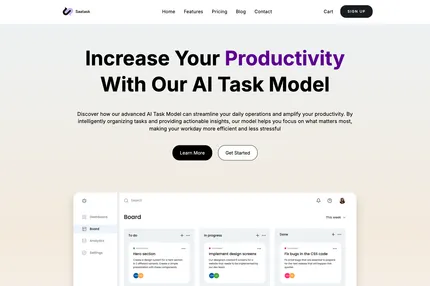 Saatask
Home Features Pricing Blog Contact
Cart SIGN UP
Increase Your Productivity
With Our AI Task Model
Discover how our advanced AI Task Model can streamline your daily operations and amplify your productivity. By
intelligently organizing tasks and providing actionable insights, our model helps you focus on what matters most,
making your workday more efficient and less stressful
Learn More Get Started
Search
Dashboard
Board
Analytics
Settings
Board
This week
To do
In progress
Done
Hero section
Implement design screens
Fix bugs in the CSS code